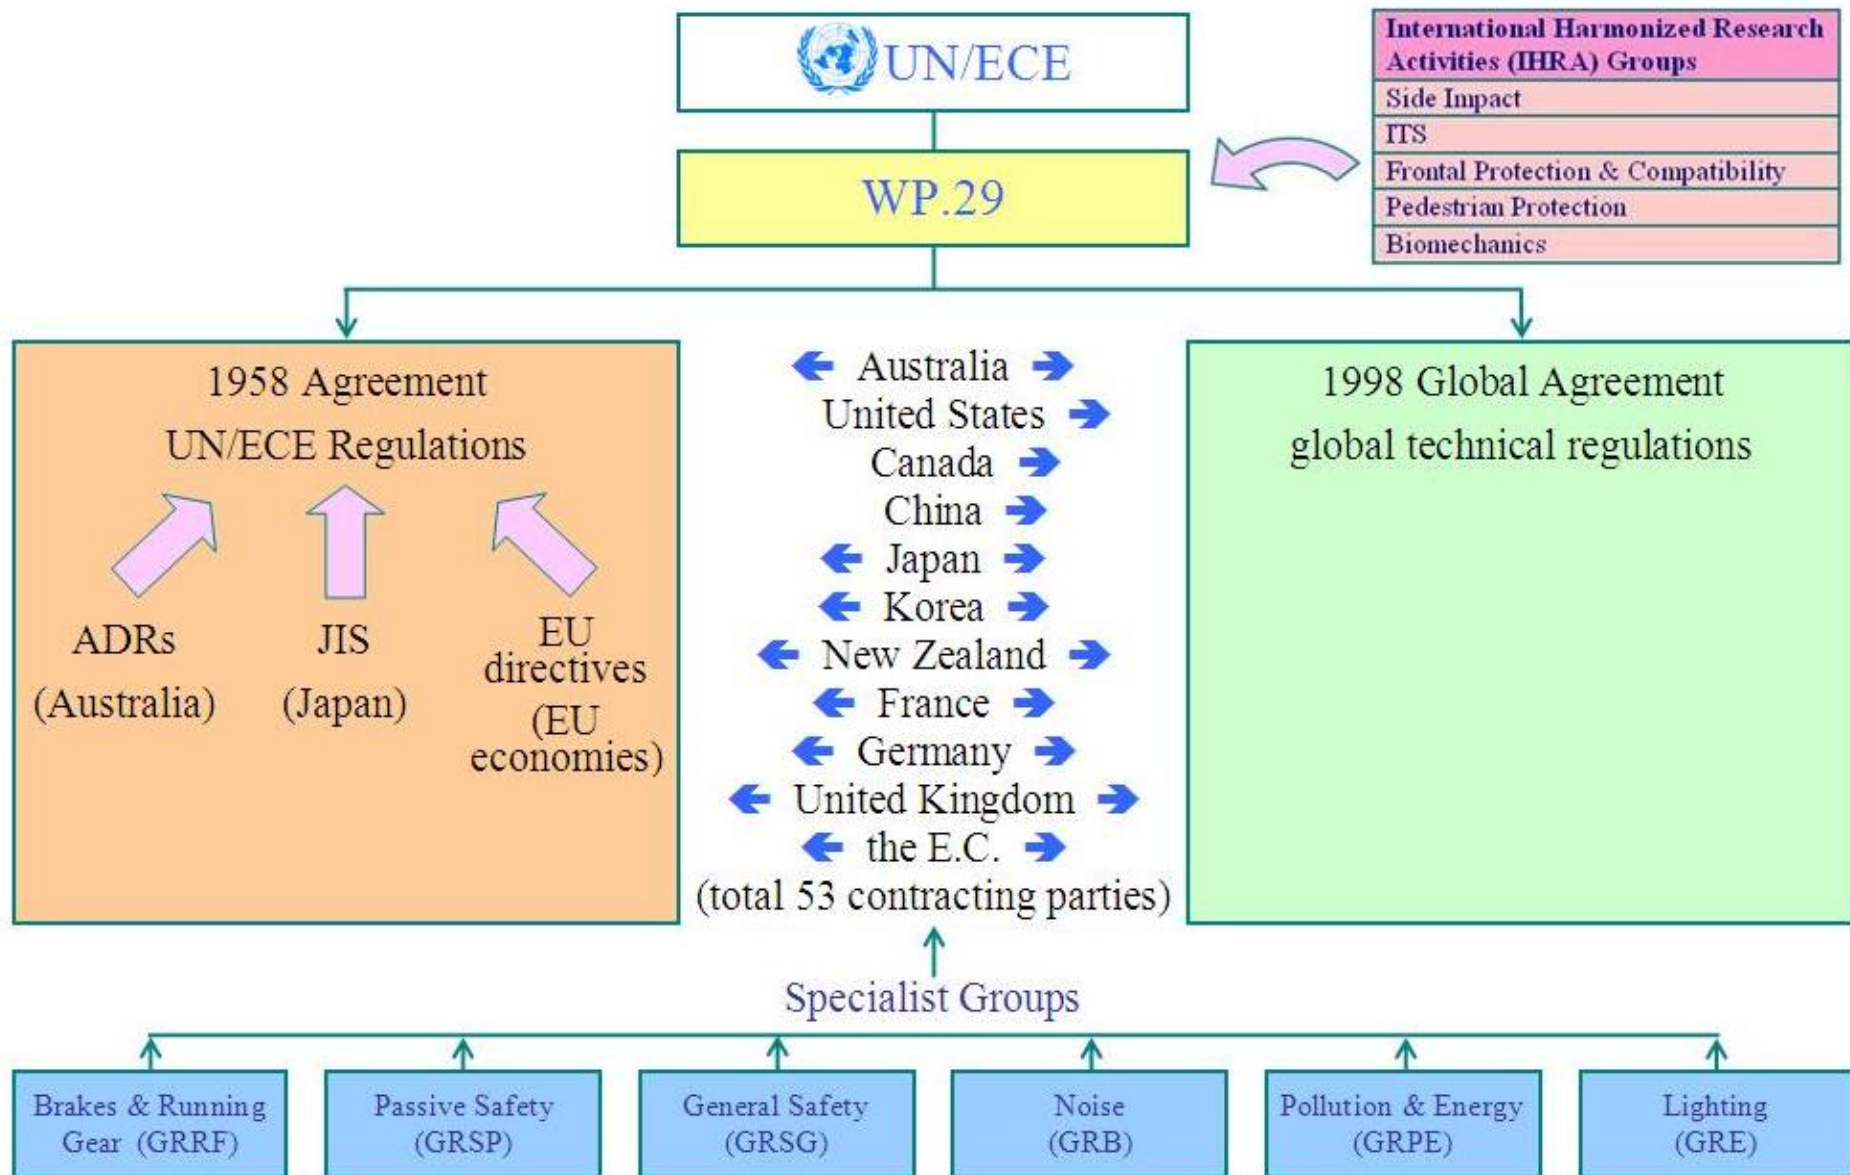 UN/ECE
WP.29
International Harmonized Research
Activities (IHRA) Groups
Side Impact
ITS
Frontal Protection & Compatibility
Pedestrian Protection
Biomechanics
1958 Agreement
UN/ECE Regulations
ADRs
(Australia)
JIS
(Japan)
EU
directives
(EU
economies)
Australia
United States
Canada
China
Japan
Korea
New Zealand
France
Germany
United Kingdom
the E.C.
(total 53 contracting parties)
1998 Global Agreement
global technical regulations
Specialist Groups
Brakes & Running
Gear (GRRF)
Passive Safety
(GRSP)
General Safety
(GRSG)
Noise
(GRB)
Pollution & Energy
(GRPE)
Lighting
(GRE)